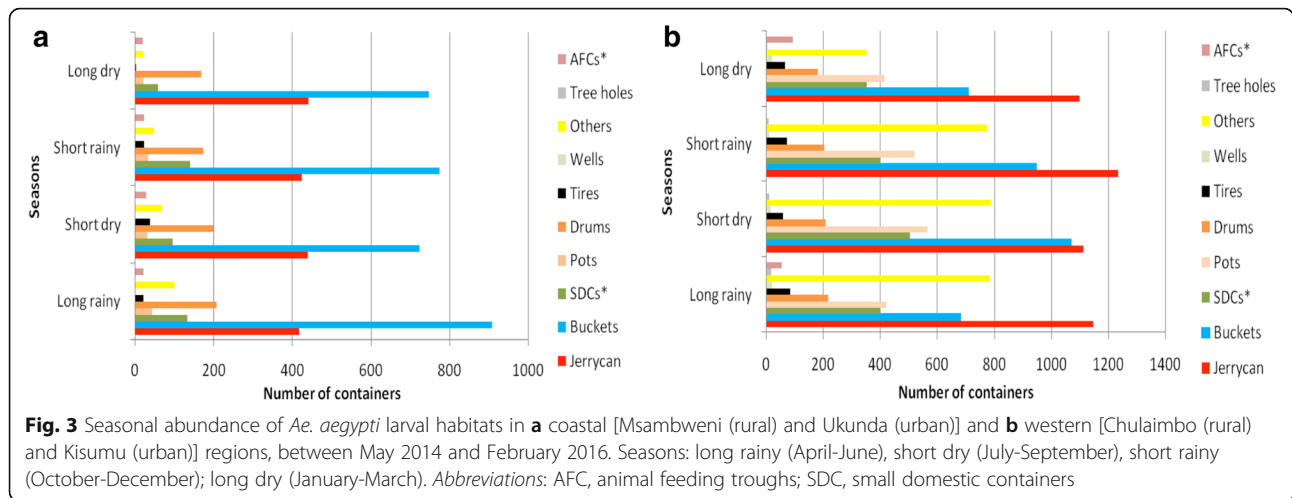 a
Seasons
Long dry
Short rainy
Short dry
Long rainy
0 200 400 600 800 1000
Number of containers
AFCs*
Tree holes
Others
Wells
Tires
Drums
Pots
SDCs*
Buckets
Jerrycan
b
Seasons
Long dry
Short rainy
Short dry
Long rainy
0 200 400 600 800 1000 1200 1400
Number of containers
AFCs*
Tree holes
Others
Wells
Tires
Drums
Pots
SDCs*
Buckets
Jerrycan
Fig. 3 Seasonal abundance of Ae. aegypti larval habitats in a coastal [Msambweni (rural) and Ukunda (urban)] and b western [Chulaimbo (rural)
and Kisumu (urban)] regions, between May 2014 and February 2016. Seasons: long rainy (April-June), short dry (July-September), short rainy
(October-December); long dry (January-March). Abbreviations: AFC, animal feeding troughs; SDC, small domestic containers